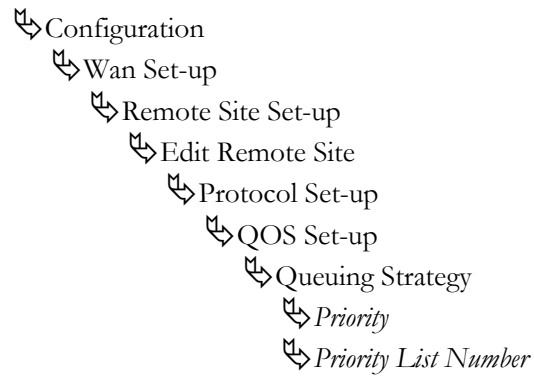 Configuration
Wan Set-up
Remote Site Set-up
Edit Remote Site
Protocol Set-up
QOS Set-up
Queuing Strategy
Priority
Priority List Number